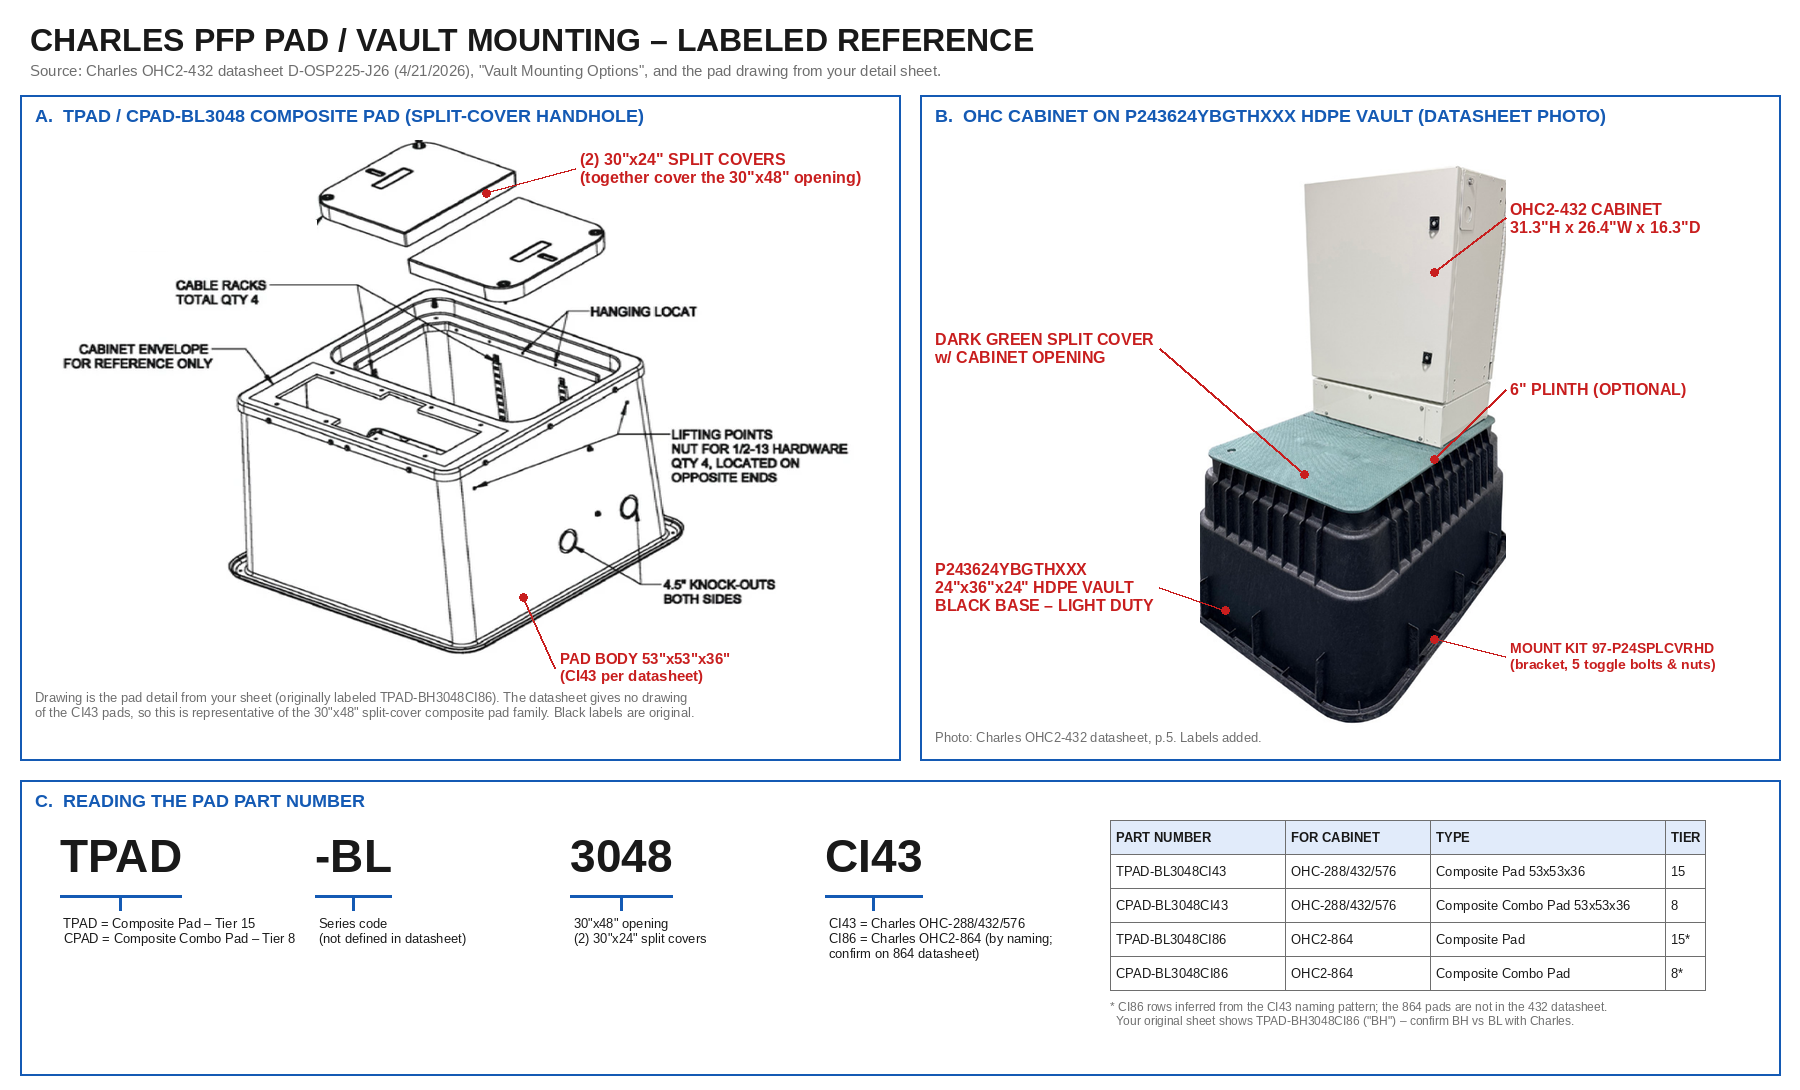 CHARLES PFP PAD / VAULT MOUNTING – LABELED REFERENCE
Source: Charles OHC2-432 datasheet D-OSP225-J26 (4/21/2026), "Vault Mounting Options", and the pad drawing from your detail sheet.
A. TPAD / CPAD-BL3048 COMPOSITE PAD (SPLIT-COVER HANDHOLE)
(2) 30"x24" SPLIT COVERS
(together cover the 30"x48" opening)
CABLE RACKS
TOTAL QTY 4
HANGING LOCAT
CABINET ENVELOPE
FOR REFERENCE ONLY
LIFTING POINTS
NUT FOR 1/2-13 HARDWARE
QTY 4, LOCATED ON
OPPOSITE ENDS
4.5" KNOCK-OUTS
BOTH SIDES
PAD BODY 53"x53"x36"
(CI43 per datasheet)
Drawing is the pad detail from your sheet (originally labeled TPAD-BH3048CI86). The datasheet gives no drawing
of the CI43 pads, so this is representative of the 30"x48" split-cover composite pad family. Black labels are original.
B. OHC CABINET ON P243624YBGTHXXX HDPE VAULT (DATASHEET PHOTO)
OHC2-432 CABINET
31.3"H x 26.4"W x 16.3"D
DARK GREEN SPLIT COVER
w/ CABINET OPENING
6" PLINTH (OPTIONAL)
P243624YBGTHXXX
24"x36"x24" HDPE VAULT
BLACK BASE – LIGHT DUTY
MOUNT KIT 97-P24SPLCVRHD
(bracket, 5 toggle bolts & nuts)
Photo: Charles OHC2-432 datasheet, p.5. Labels added.
C. READING THE PAD PART NUMBER
TPAD
TPAD = Composite Pad – Tier 15
CPAD = Composite Combo Pad – Tier 8
-BL
Series code
(not defined in datasheet)
3048
30"x48" opening
(2) 30"x24" split covers
CI43
CI43 = Charles OHC-288/432/576
CI86 = Charles OHC2-864 (by naming;
confirm on 864 datasheet)
PART NUMBER FOR CABINET TYPE TIER
TPAD-BL3048CI43 OHC-288/432/576 Composite Pad 53x53x36 15
CPAD-BL3048CI43 OHC-288/432/576 Composite Combo Pad 53x53x36 8
TPAD-BL3048CI86 OHC2-864 Composite Pad 15*
CPAD-BL3048CI86 OHC2-864 Composite Combo Pad 8*
* CI86 rows inferred from the CI43 naming pattern; the 864 pads are not in the 432 datasheet.
Your original sheet shows TPAD-BH3048CI86 ("BH") – confirm BH vs BL with Charles.